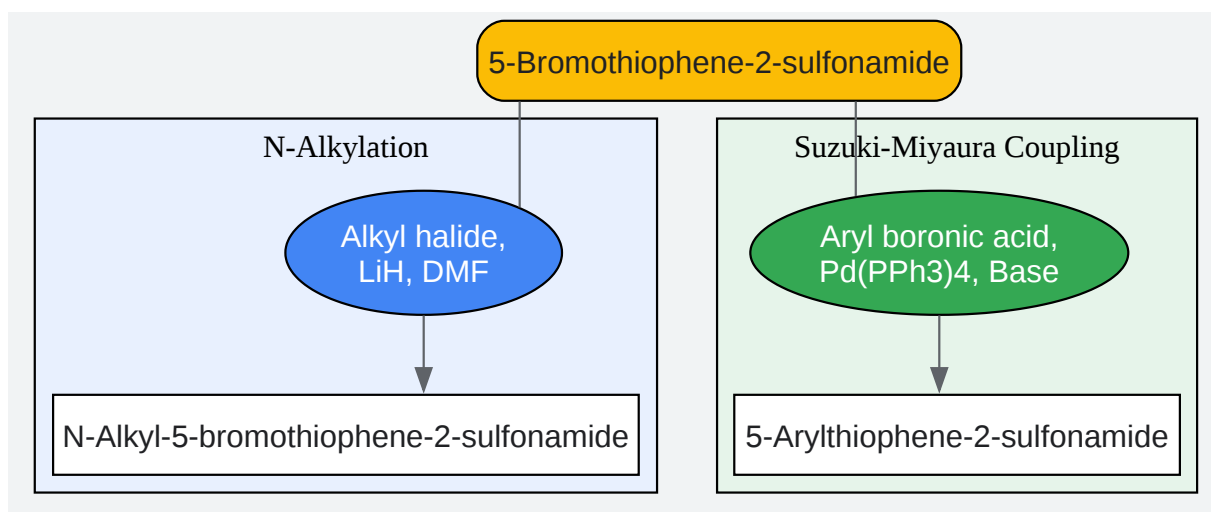 5-Bromothiophene-2-sulfonamide
N-Alkylation
Alkyl halide,
LiH, DMF
N-Alkyl-5-bromothiophene-2-sulfonamide
Suzuki-Miyaura Coupling
Aryl boronic acid,
Pd(PPh3)4, Base
5-Arylthiophene-2-sulfonamide